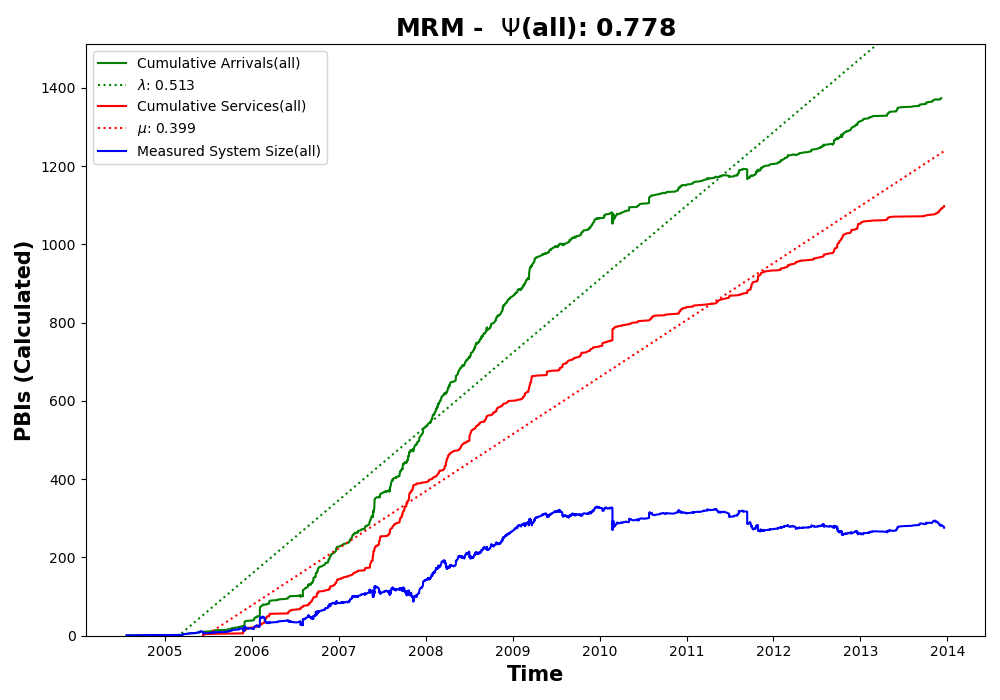 MRM -  Ψ(all): 0.778
Cumulative Arrivals(all)
λ: 0.513
Cumulative Services(all)
μ: 0.399
Measured System Size(all)
PBIs (Calculated)
1400
1200
1000
800
600
400
200
0
2005 2006 2007 2008 2009 2010 2011 2012 2013 2014
Time